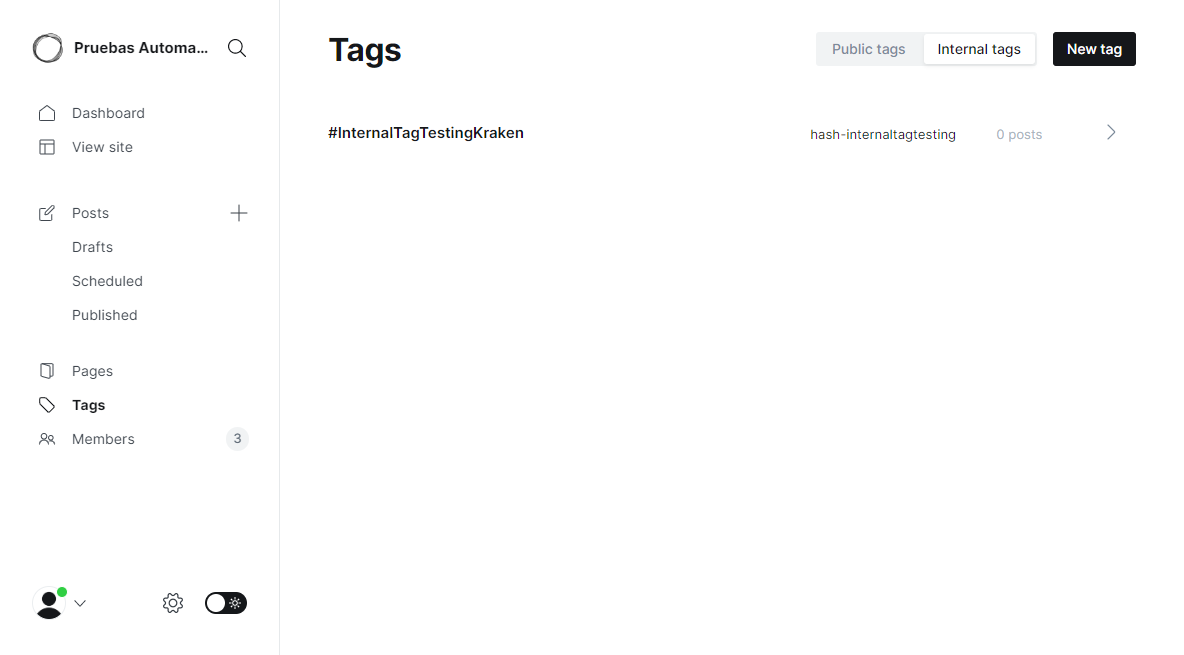 Pruebas Automa...
Dashboard
View site
Posts
Drafts
Scheduled
Published
Pages
Tags
Members
3
Tags
Public tags
Internal tags
New tag
#InternalTagTestingKraken
hash-internaltagtesting
0 posts